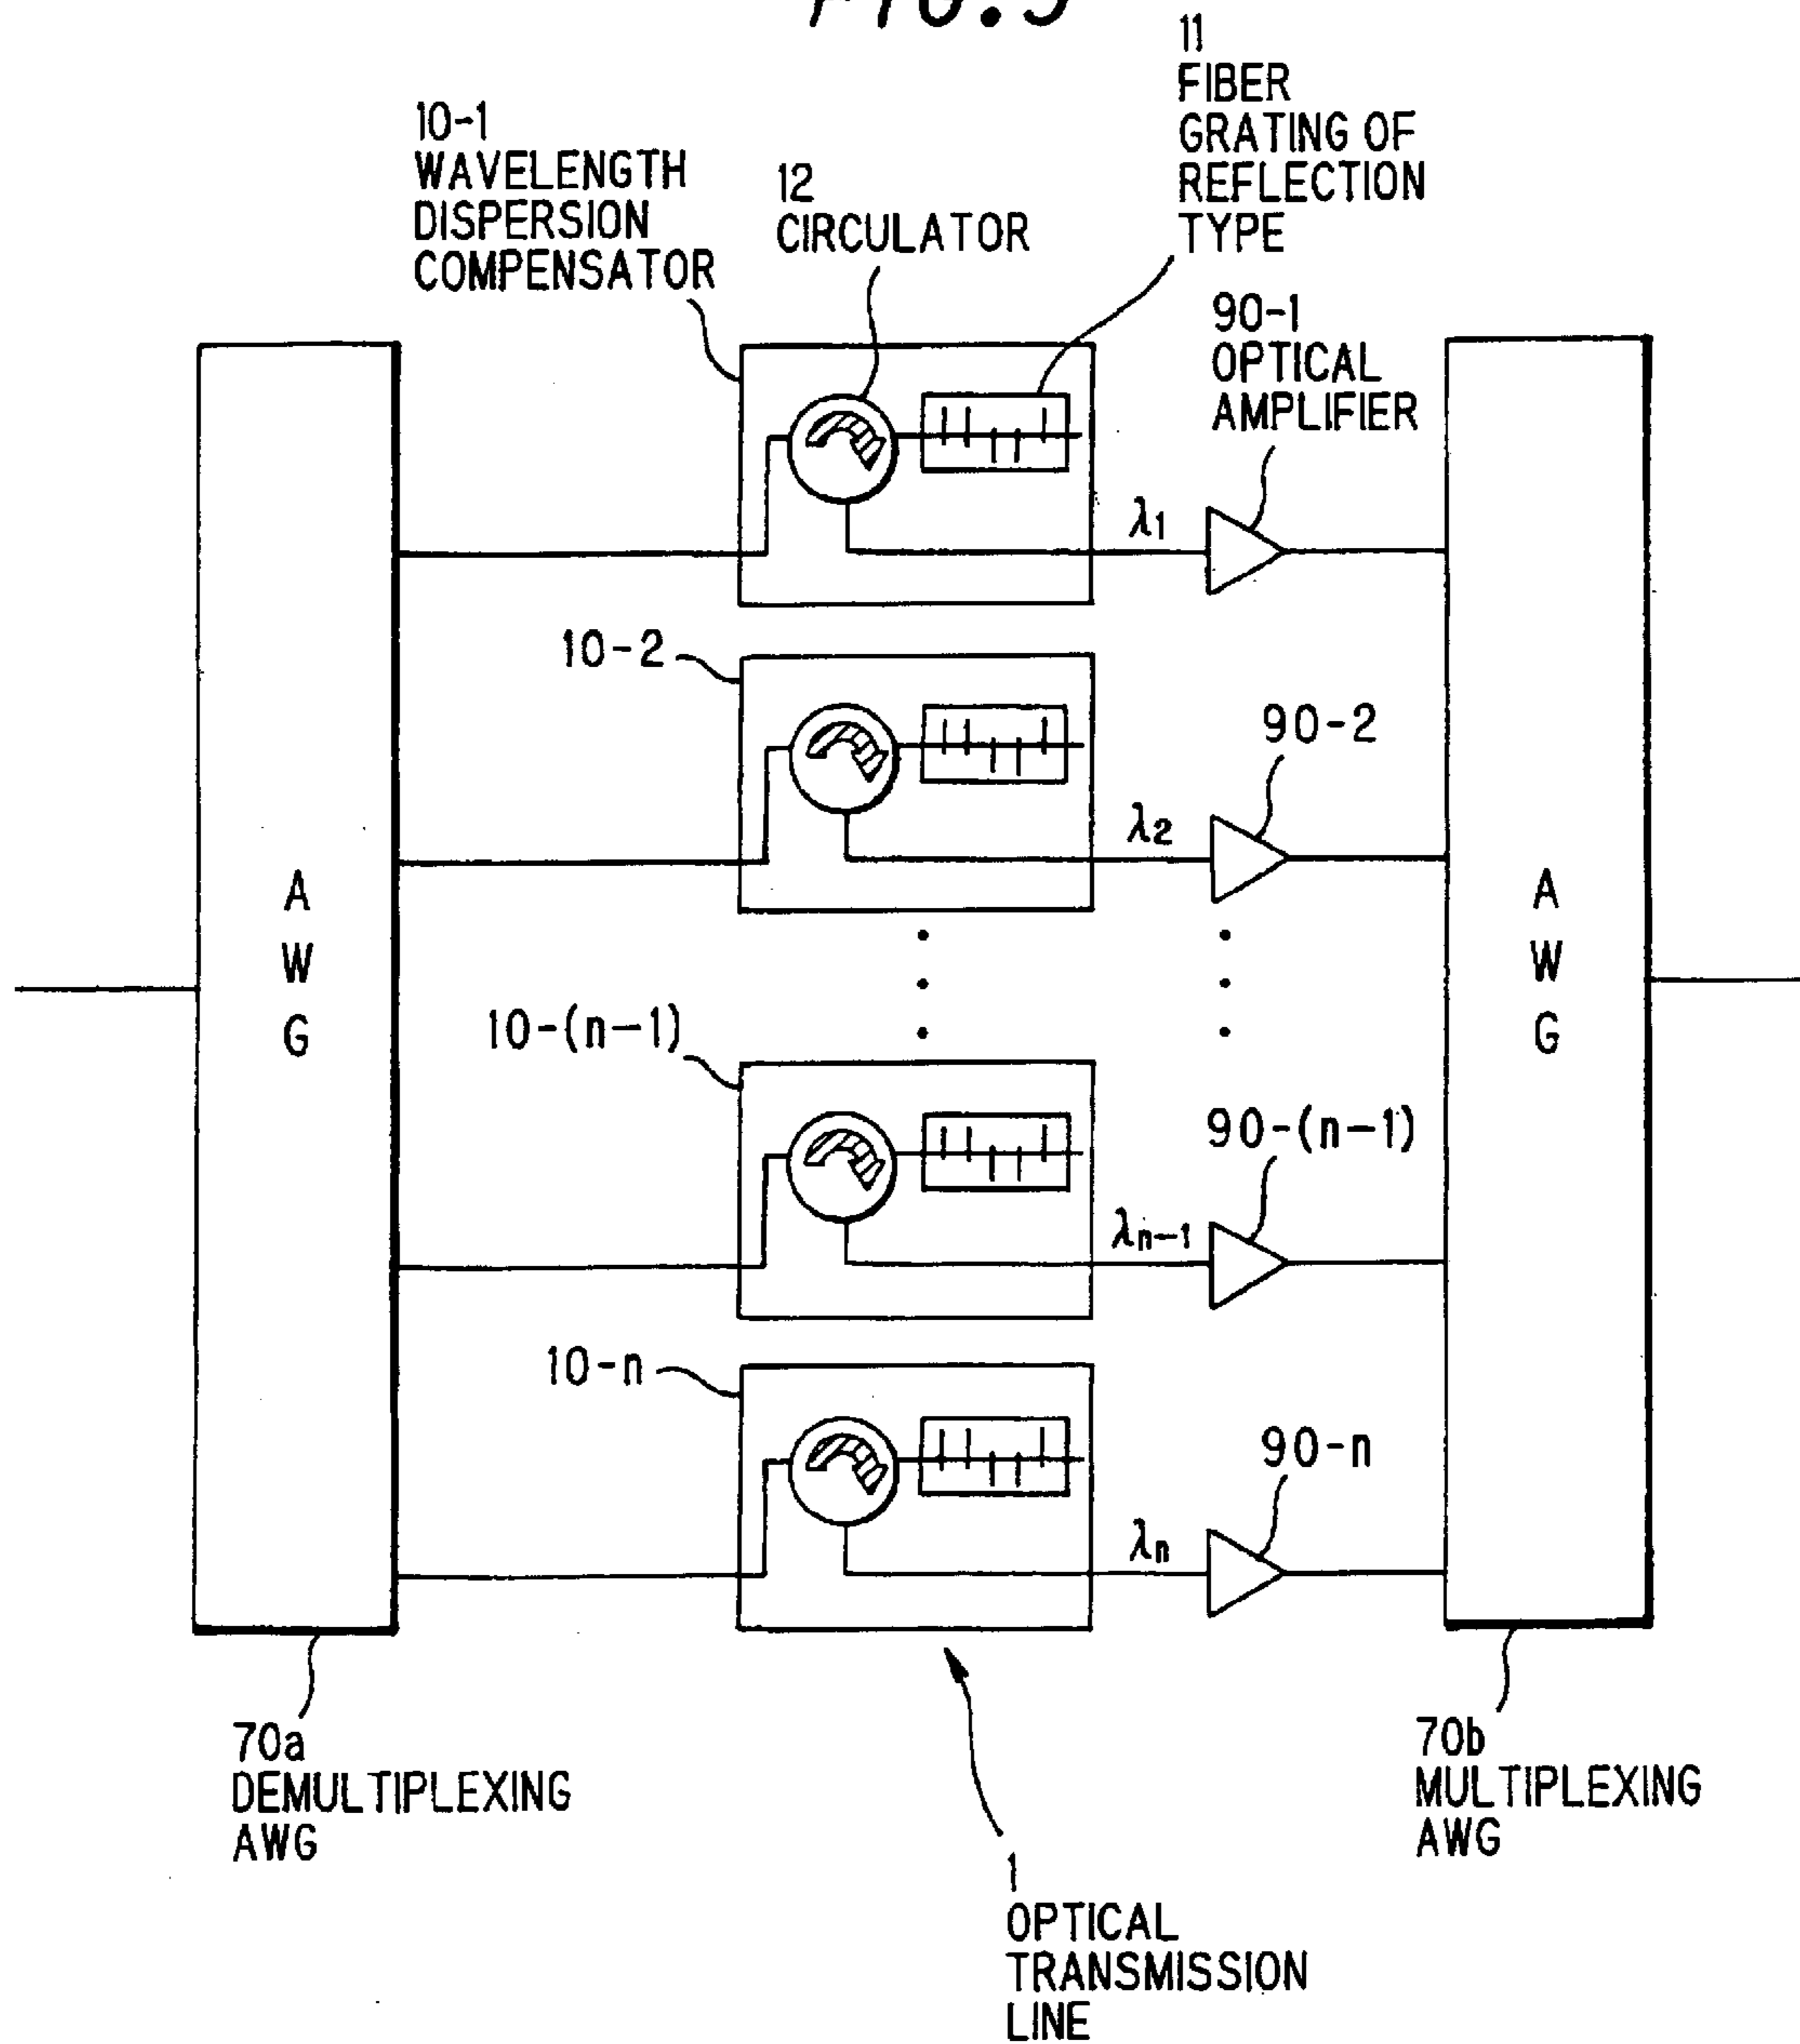 FIG.
11
FIBER
GRATING OF
REFLECTION
TYPE
10-1
WAVELENGTH
DISPERSION
COMPENSATOR
12
CIRCULATOR
90-1
OPTICAL
AMPLIFIER
λ1
10-2
90-2
λ2
A
W
G
A
W
G
10-(n-1)
90-(n-1)
λn-1
10-n
90-n
λn
70a
DEMULTIPLEXING
AWG
70b
MULTIPLEXING
AWG
1
OPTICAL
TRANSMISSION
LINE